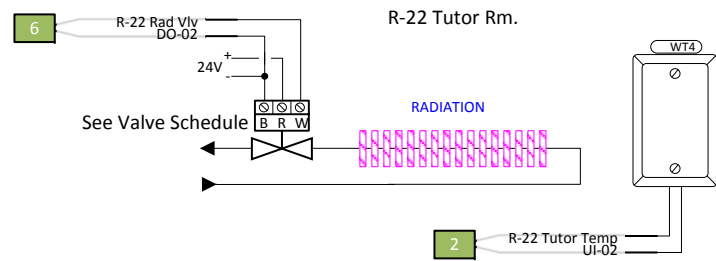 R-22 Tutor Rm.
6
R-22 Rad Vlv
DO-02
24V
+
-
WT4
See Valve Schedule
B R W
RADIATION
2
R-22 Tutor Temp
UI-02